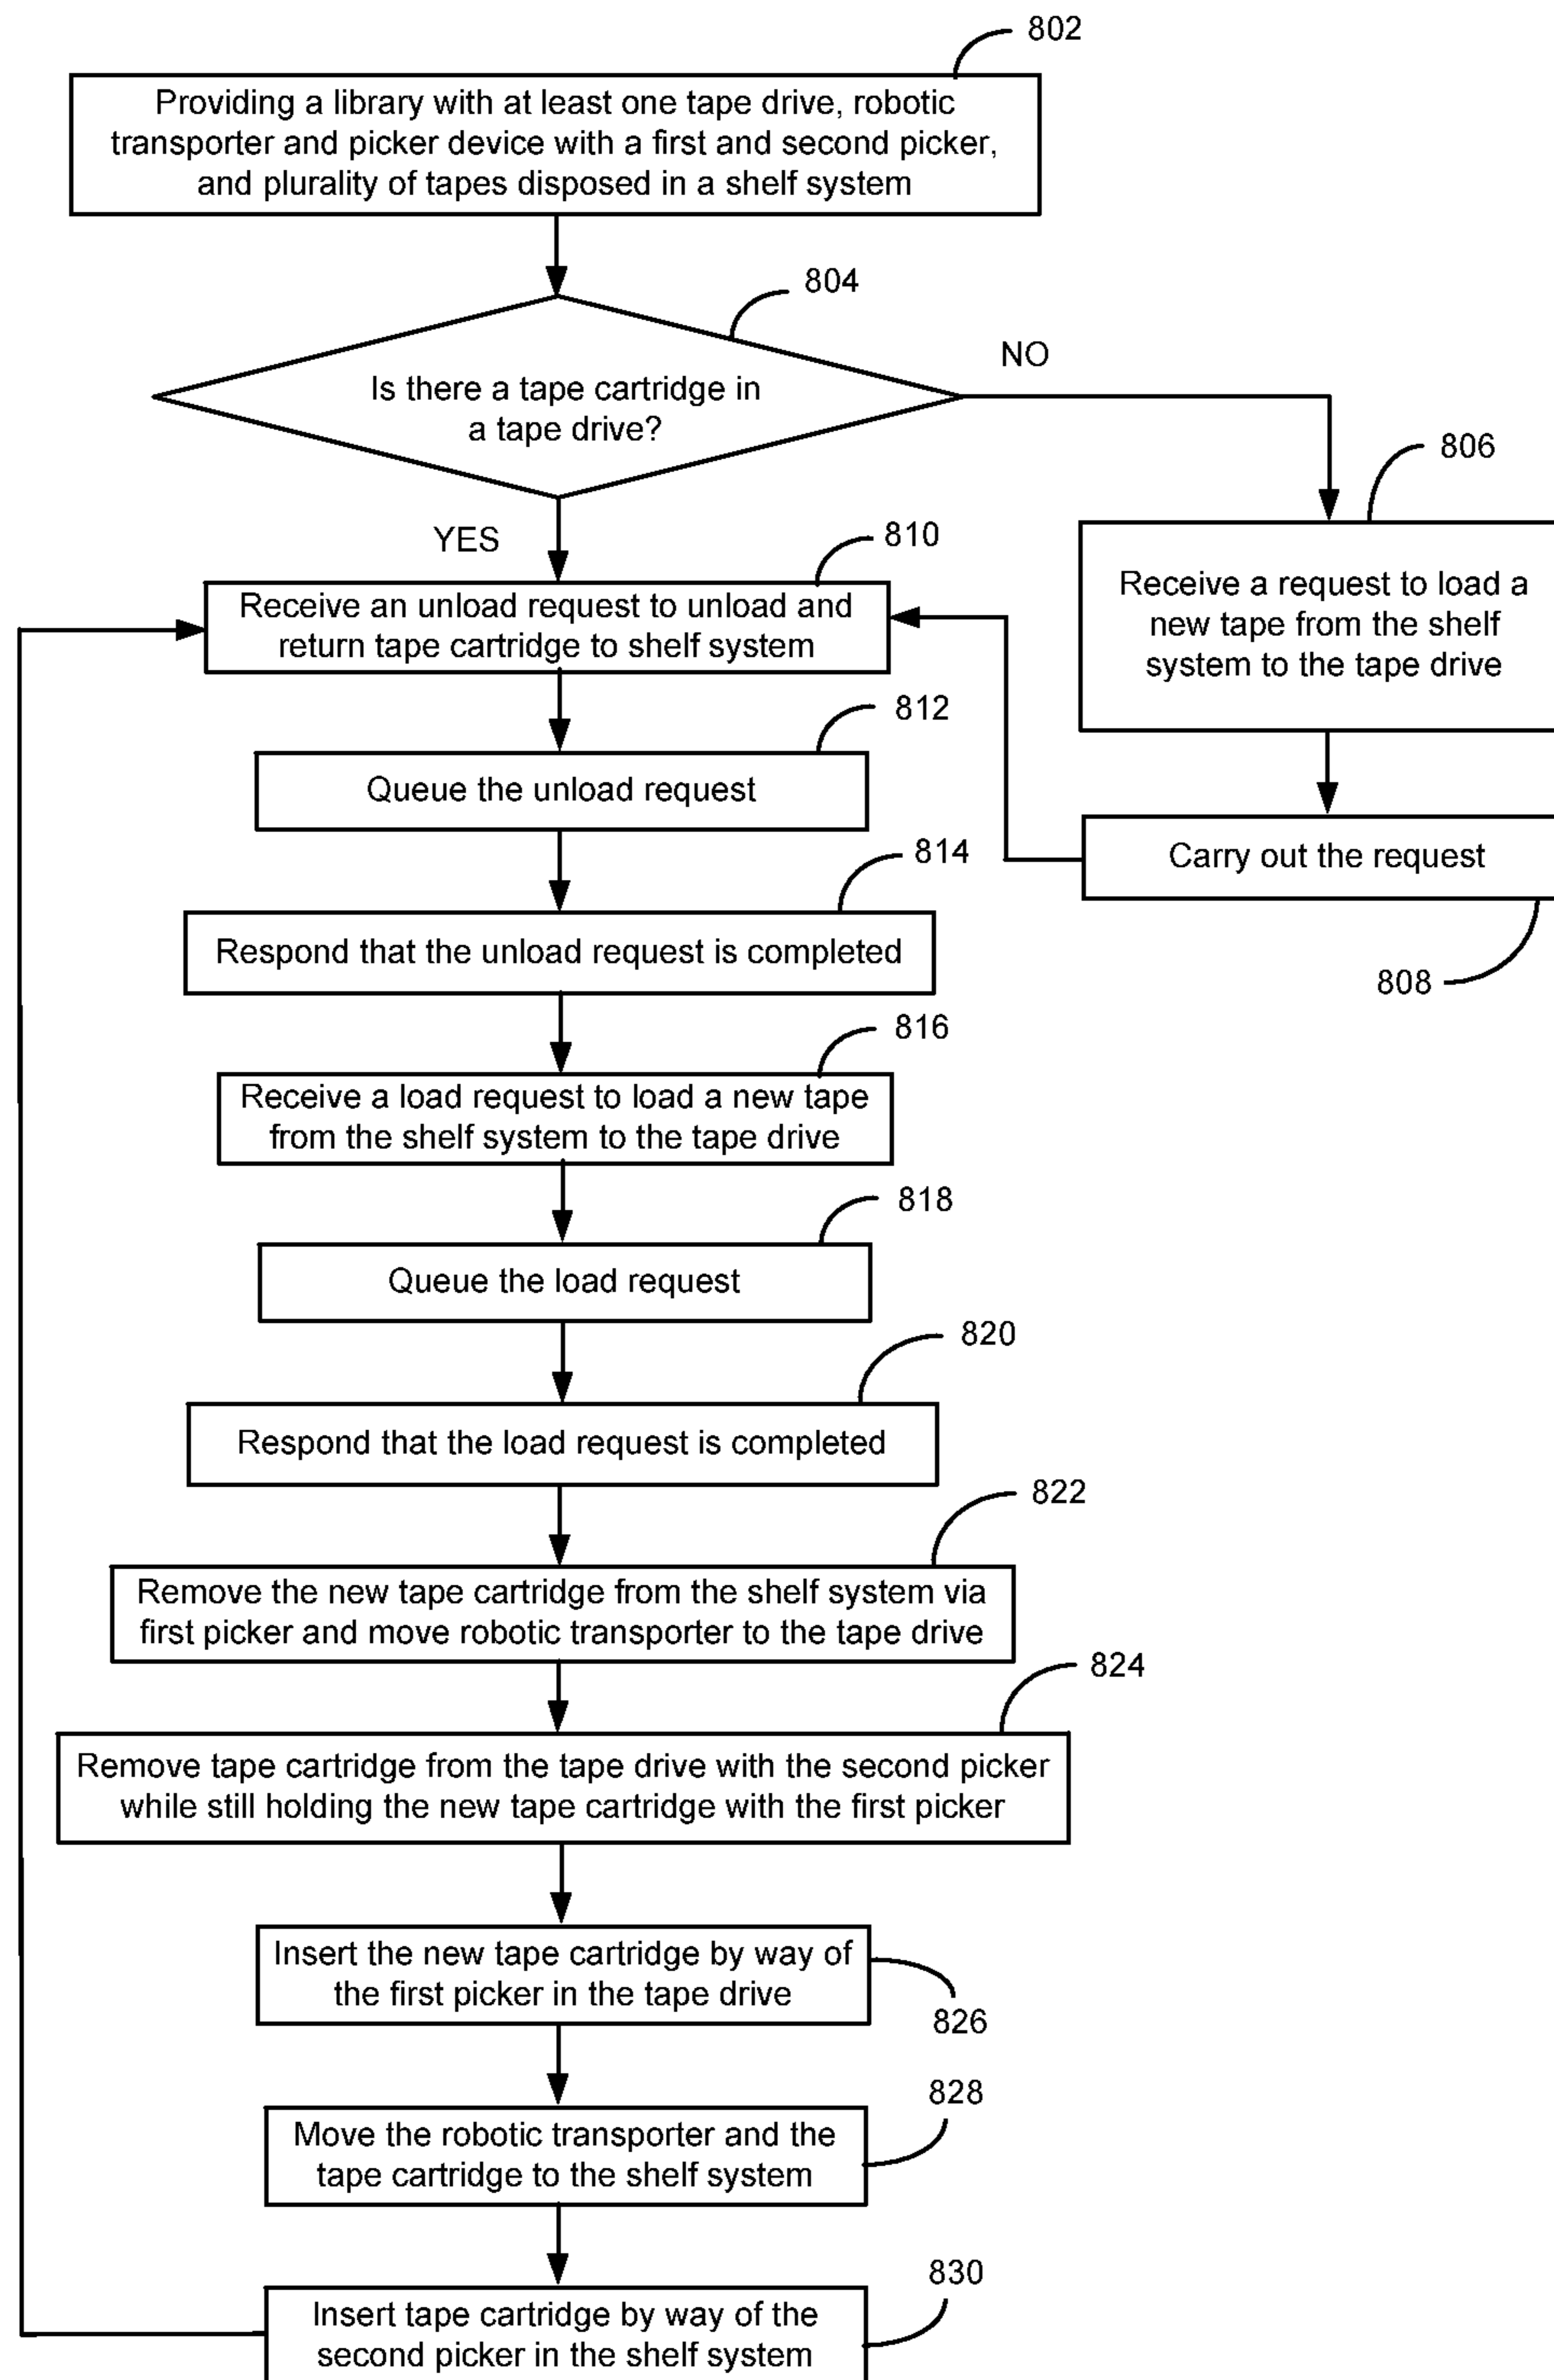 802
Providing a library with at least one tape drive, robotic
transporter and picker device with a first and second picker,
and plurality of tapes disposed in a shelf system
804
Is there a tape cartridge in
a tape drive?
NO
806
Receive a request to load a
new tape from the shelf
system to the tape drive
YES
810
Receive an unload request to unload and
return tape cartridge to shelf system
812
Queue the unload request
Carry out the request
808
814
Respond that the unload request is completed
816
Receive a load request to load a new tape
from the shelf system to the tape drive
818
Queue the load request
820
Respond that the load request is completed
822
Remove the new tape cartridge from the shelf system via
first picker and move robotic transporter to the tape drive
824
Remove tape cartridge from the tape drive with the second picker
while still holding the new tape cartridge with the first picker
Insert the new tape cartridge by way of
the first picker in the tape drive
826
828
Move the robotic transporter and the
tape cartridge to the shelf system
830
Insert tape cartridge by way of the
second picker in the shelf system